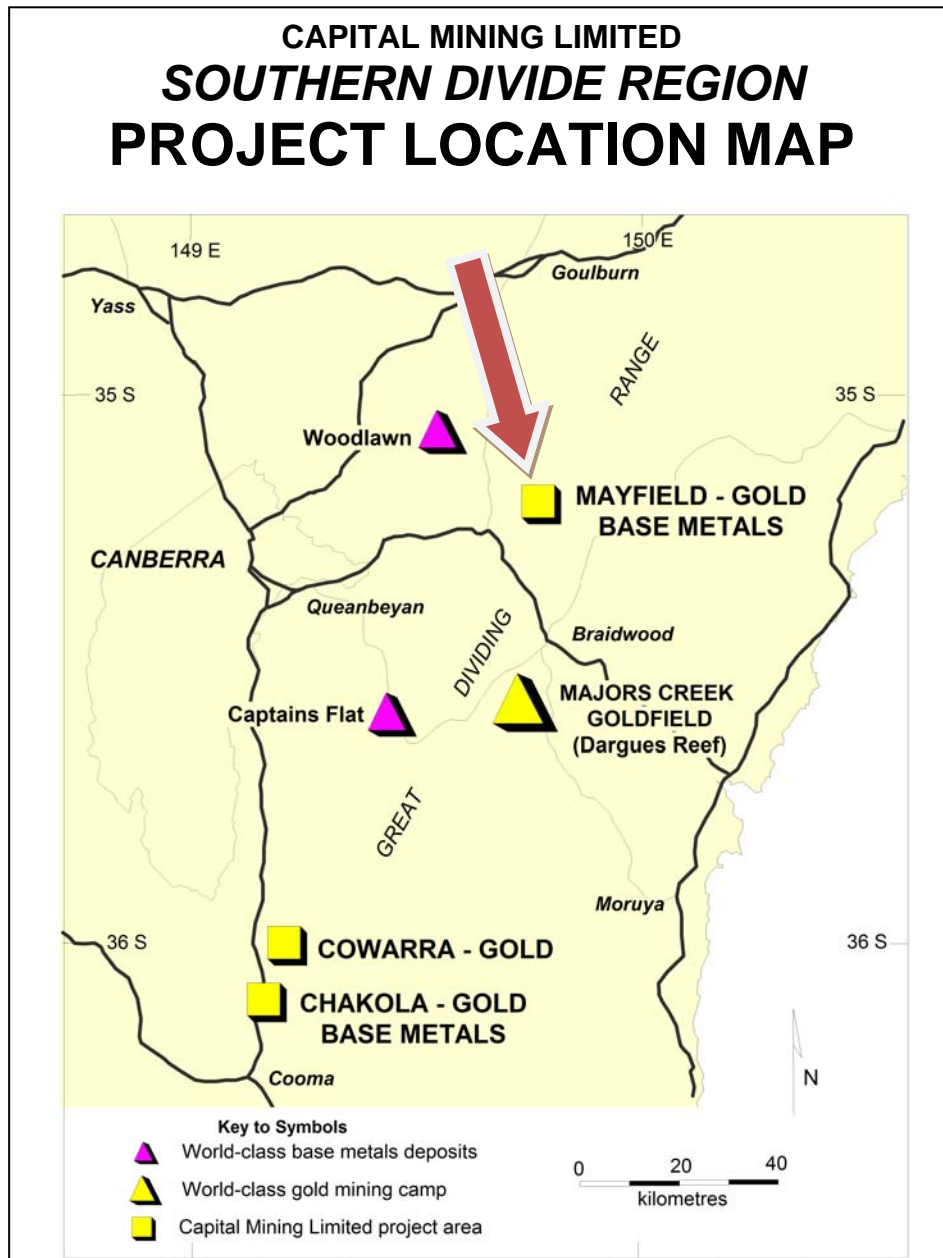 CAPITAL MINING LIMITED
SOUTHERN DIVIDE REGION
PROJECT LOCATION MAP
149 E
150 E
Goulburn
Yass
RANGE
35 S
35 S
Woodlawn
MAYFIELD - GOLD
BASE METALS
CANBERRA
Queanbeyan
DIVIDING
Braidwood
Captains Flat
MAJORS CREEK
GOLDFIELD
(Dargues Reef)
GREAT
Moruya
36 S
36 S
COWARRA - GOLD
CHAKOLA - GOLD
BASE METALS
Cooma
N
Key to Symbols
World-class base metals deposits
World-class gold mining camp
Capital Mining Limited project area
0 20 40
kilometres